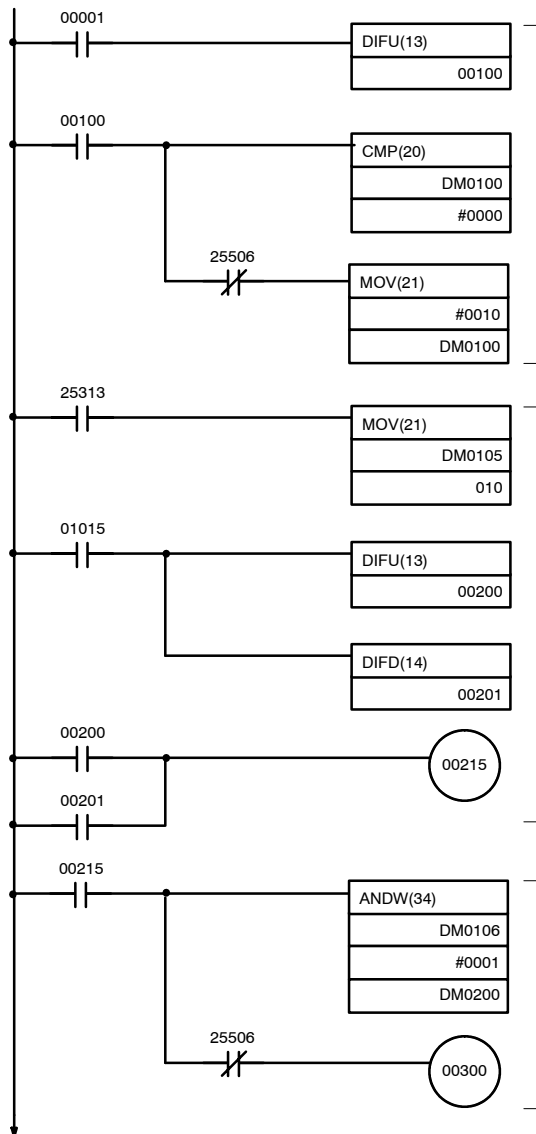 00001
DIFU(13)
00100
00100
CMP(20)
DM0100
#0000
25506
MOV(21)
#0010
DM0100
25313
MOV(21)
DM0105
010
01015
DIFU(13)
00200
DIFD(14)
00201
00200
00215
00201
00215
ANDW(34)
DM0106
#0001
DM0200
25506
00300